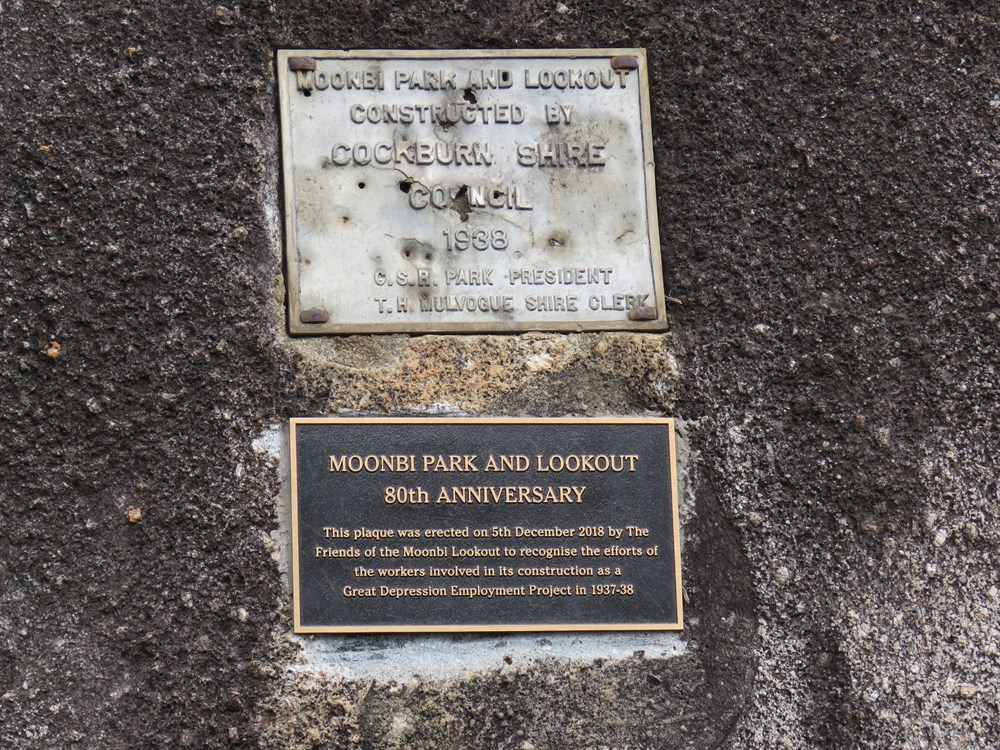 MOONBI PARK AND LOOKOUT
CONSTRUCTED BY
COCKBURN SHIRE
COUNCIL
1938
C. S. R. PARK PRESIDENT
T. H. MULVOGUE SHIRE CLERK
MOONBI PARK AND LOOKOUT
80th ANNIVERSARY
This plaque was erected on 5th December 2018 by The
Friends of the Moonbi Lookout to recognise the efforts of
the workers involved in its construction as a
Great Depression Employment Project in 1937-38